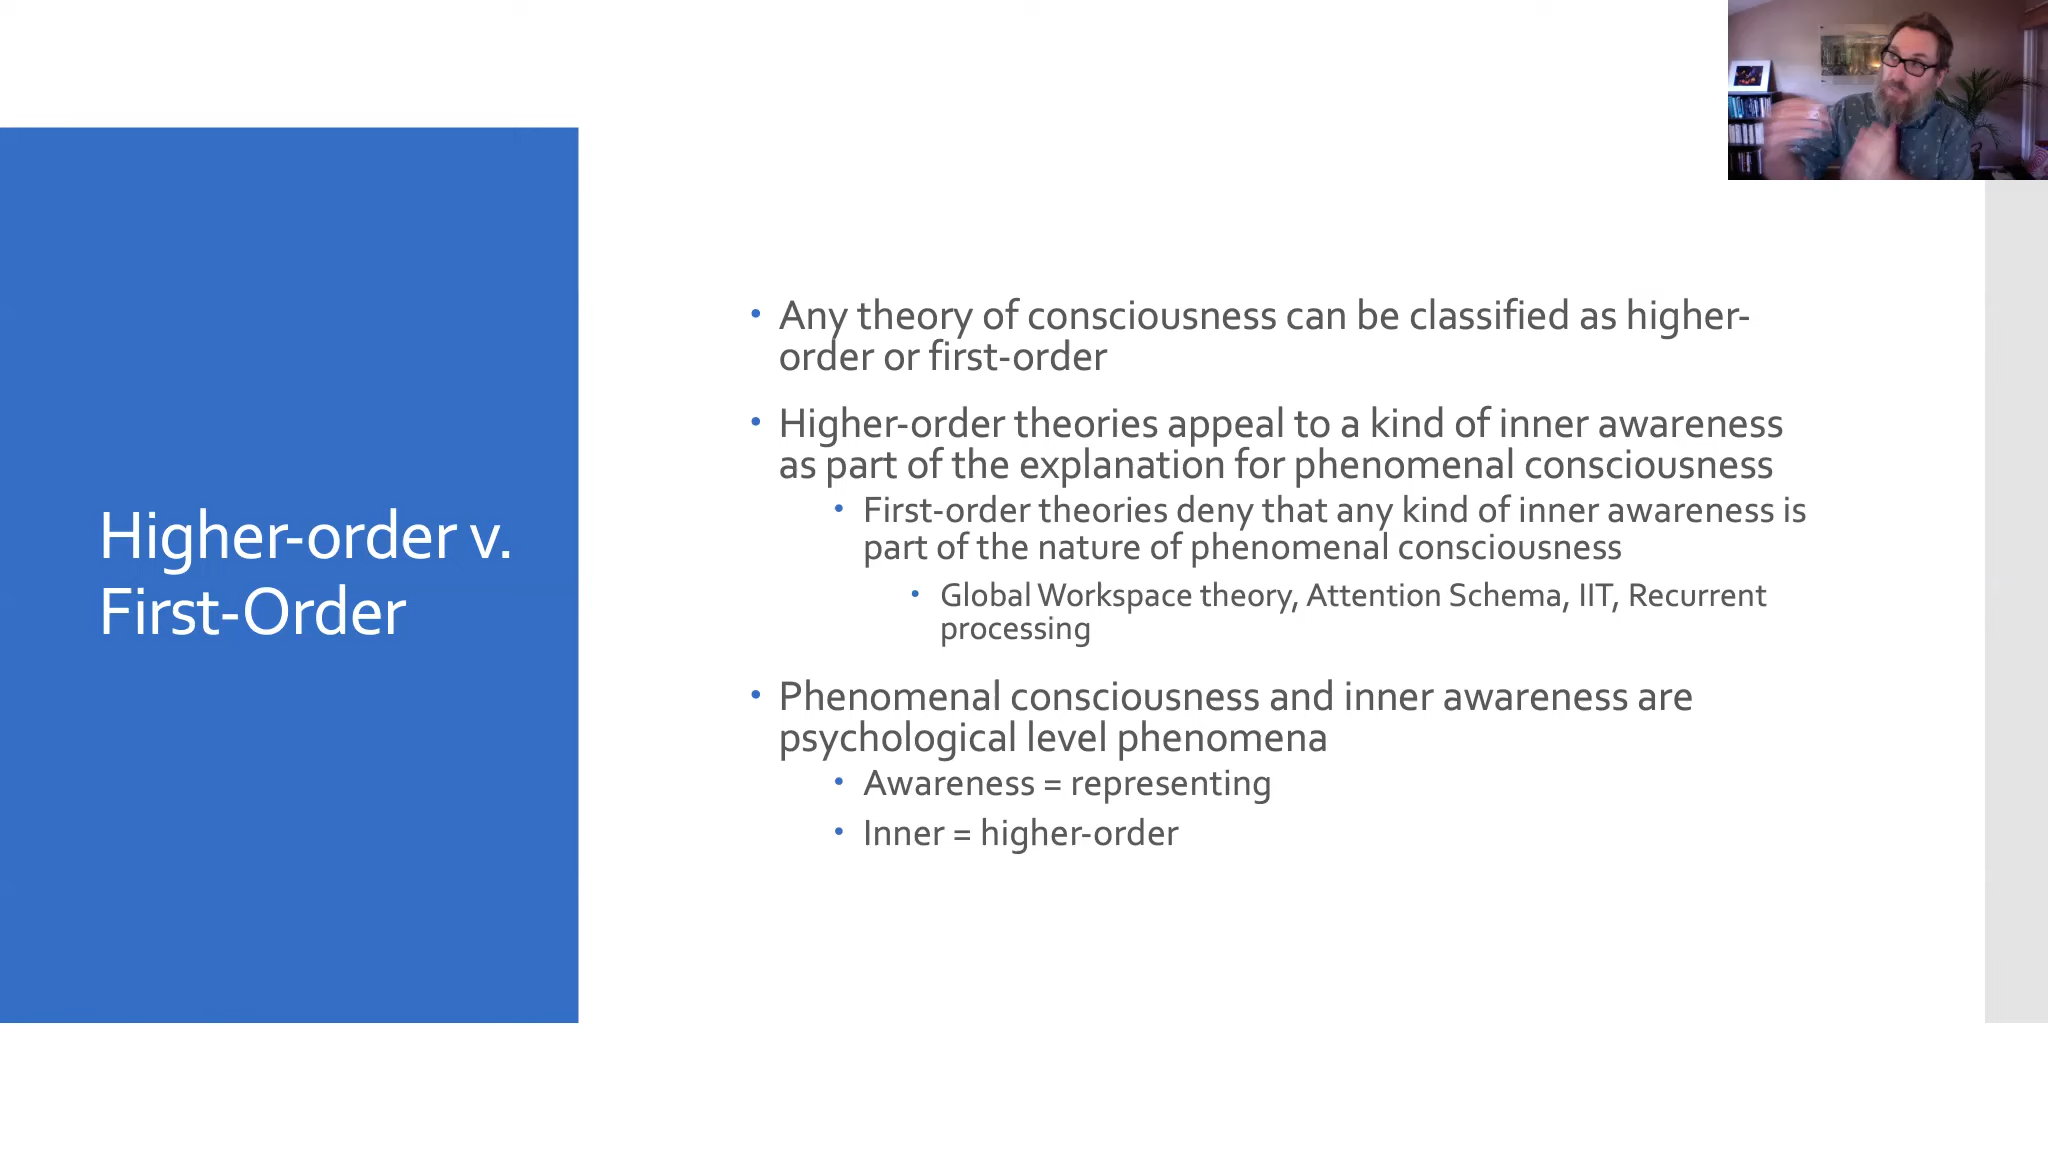 Higher-order v.
First-Order
• Any theory of consciousness can be classified as higher-
order or first-order
• Higher-order theories appeal to a kind of inner awareness
as part of the explanation for phenomenal consciousness
• First-order theories deny that any kind of inner awareness is
part of the nature of phenomenal consciousness
• Global Workspace theory, Attention Schema, IIT, Recurrent
processing
• Phenomenal consciousness and inner awareness are
psychological level phenomena
• Awareness = representing
• Inner = higher-order